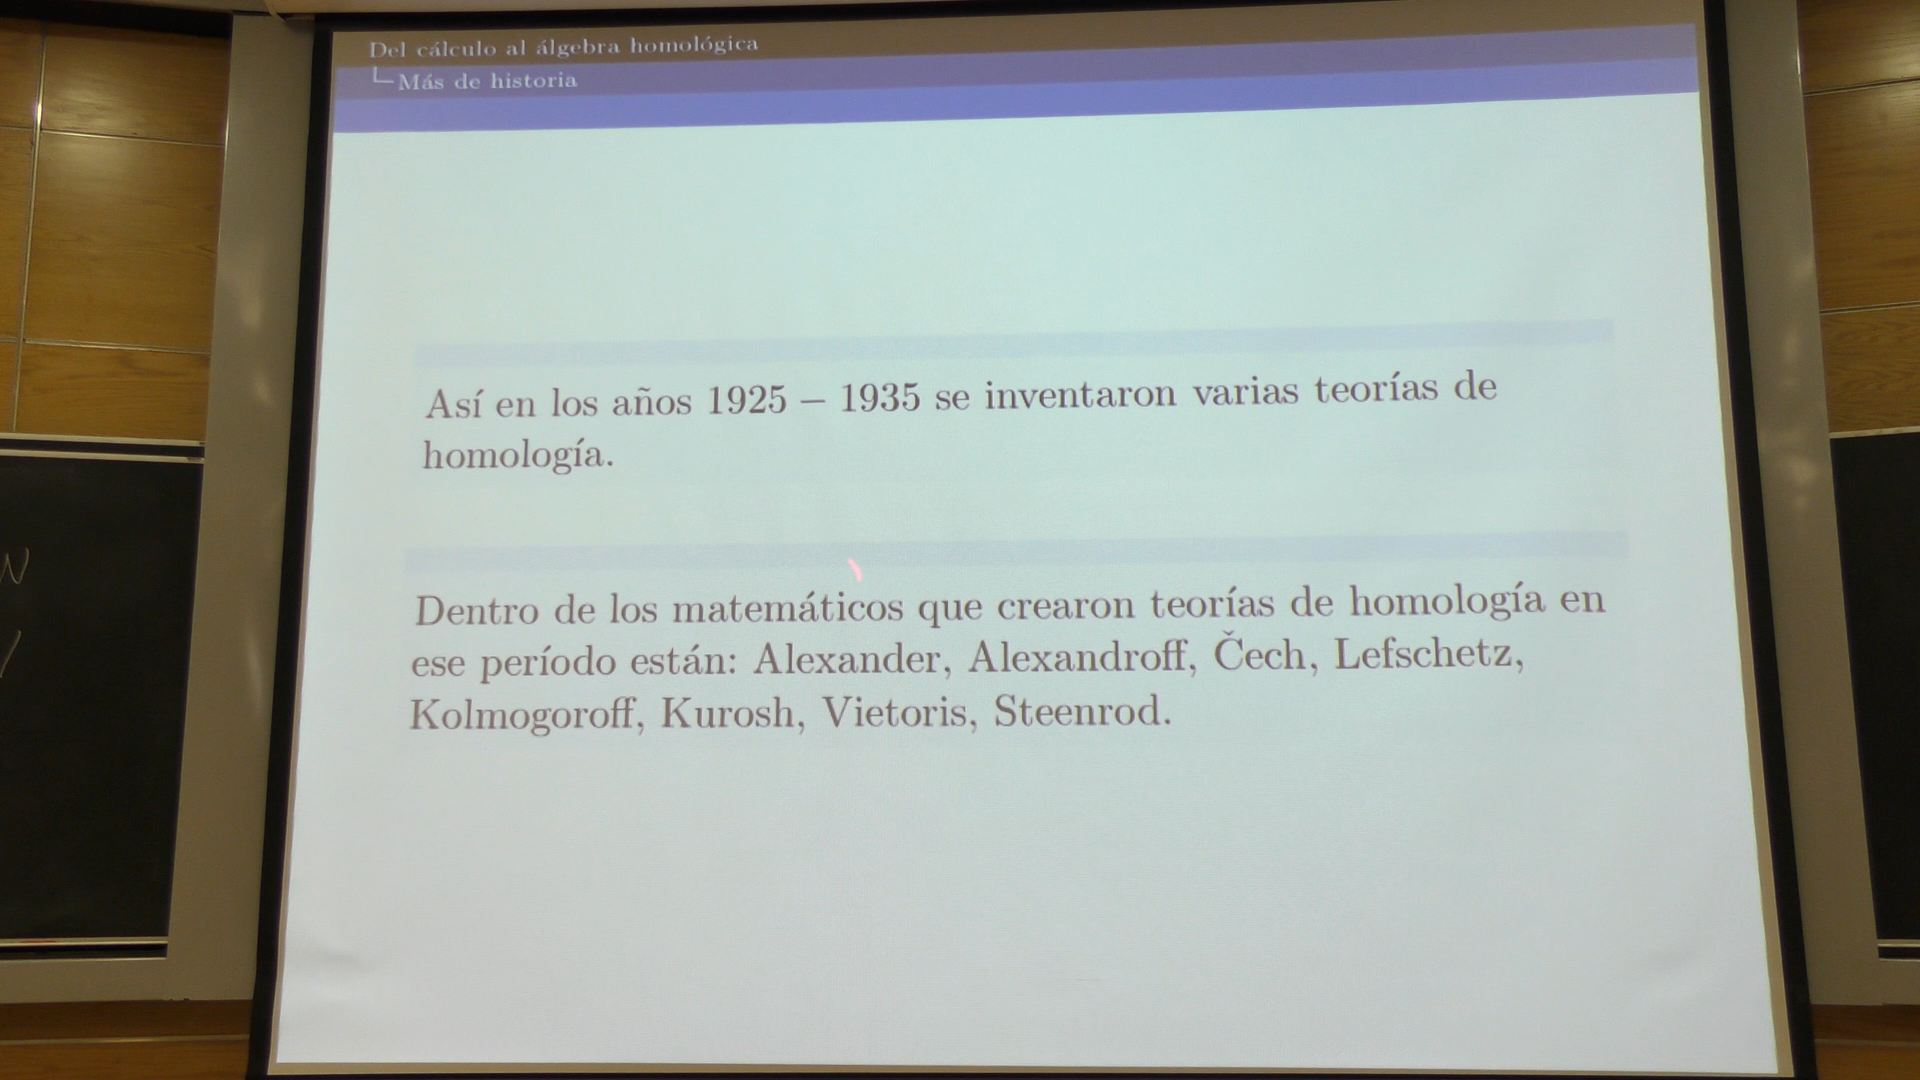 Del cálculo al álgebra homológica
Más de historia
Así en los años 1925 – 1935 se inventaron varias teorías de
homología.
Dentro de los matemáticos que crearon teorías de homología en
ese período están: Alexander, Alexandroff, Čech, Lefschetz,
Kolmogoroff, Kurosh, Vietoris, Steenrod.